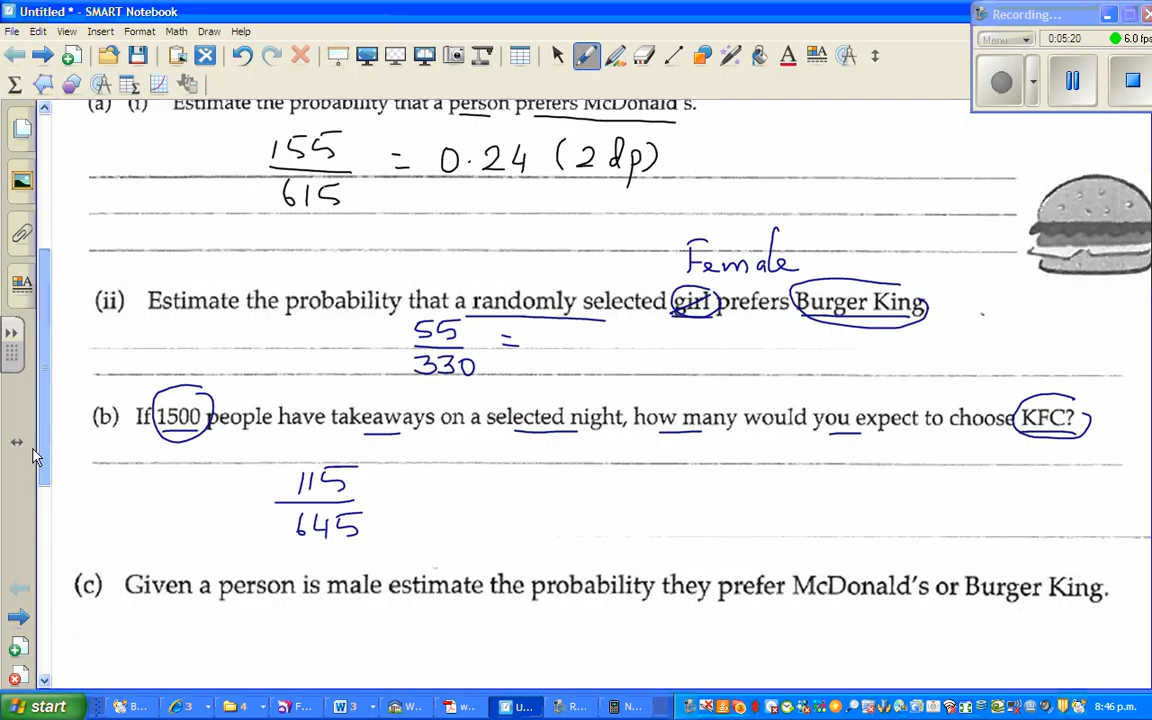 Untitled * - SMART Notebook
Recording...
File Edit View Insert Format Math Draw Help
Menu 0:05:20 6.0 fps
(a) (i) Estimate the probability that a person prefers McDonald's.
155
615
= 0.24 (2 dp)
Female
(ii) Estimate the probability that a randomly selected girl prefers Burger King
55
330
=
(b) If 1500 people have takeaways on a selected night, how many would you expect to choose KFC?
115
645
(c) Given a person is male estimate the probability they prefer McDonald's or Burger King.
start B... 3 4 F... 3 W... w... U... R... N... 8:46 p.m.